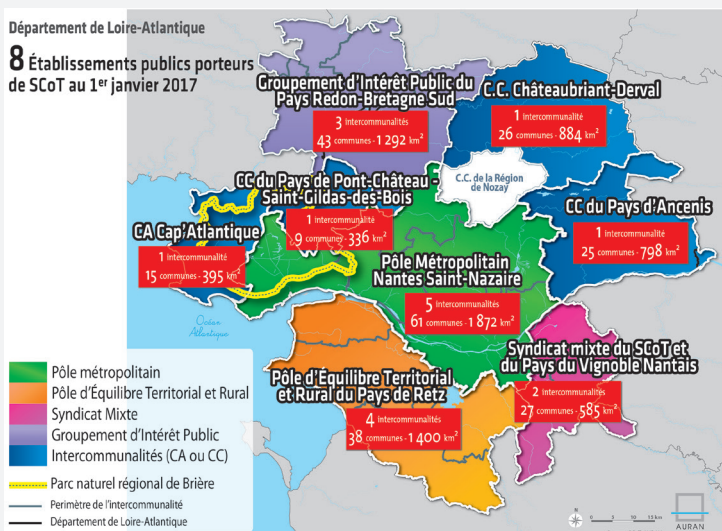 Département de Loire-Atlantique
8 Établissements publics porteurs
de SCoT au 1er janvier 2017
Groupement d'Intérêt Public du
Pays Redon-Bretagne Sud
3 intercommunalités
43 communes - 1 292 km²
C.C. Châteaubriant-Derval
1 intercommunalité
26 communes - 884 km²
C.C. de la Région
de Nozay
CC du Pays de Pont-Château -
Saint-Gildas-des-Bois
1 intercommunalité
9 communes - 336 km²
CC du Pays d'Ancenis
1 intercommunalité
25 communes - 798 km²
CA Cap'Atlantique
1 intercommunalité
15 communes - 395 km²
Pôle Métropolitain
Nantes Saint-Nazaire
5 intercommunalités
61 communes - 1 872 km²
Océan
Atlantique
Syndicat mixte du SCoT et
du Pays du Vignoble Nantais
2 intercommunalités
27 communes - 585 km²
Pôle d'Équilibre Territorial
et Rural du Pays de Retz
4 intercommunalités
38 communes - 1 400 km²
Pôle métropolitain
Pôle d'Équilibre Territorial et Rural
Syndicat Mixte
Groupement d'Intérêt Public
Intercommunalités (CA ou CC)
Parc naturel régional de Brière
Perimètre de l'intercommunalité
Département de Loire-Atlantique
N
0 5 10 15 km
AURAN